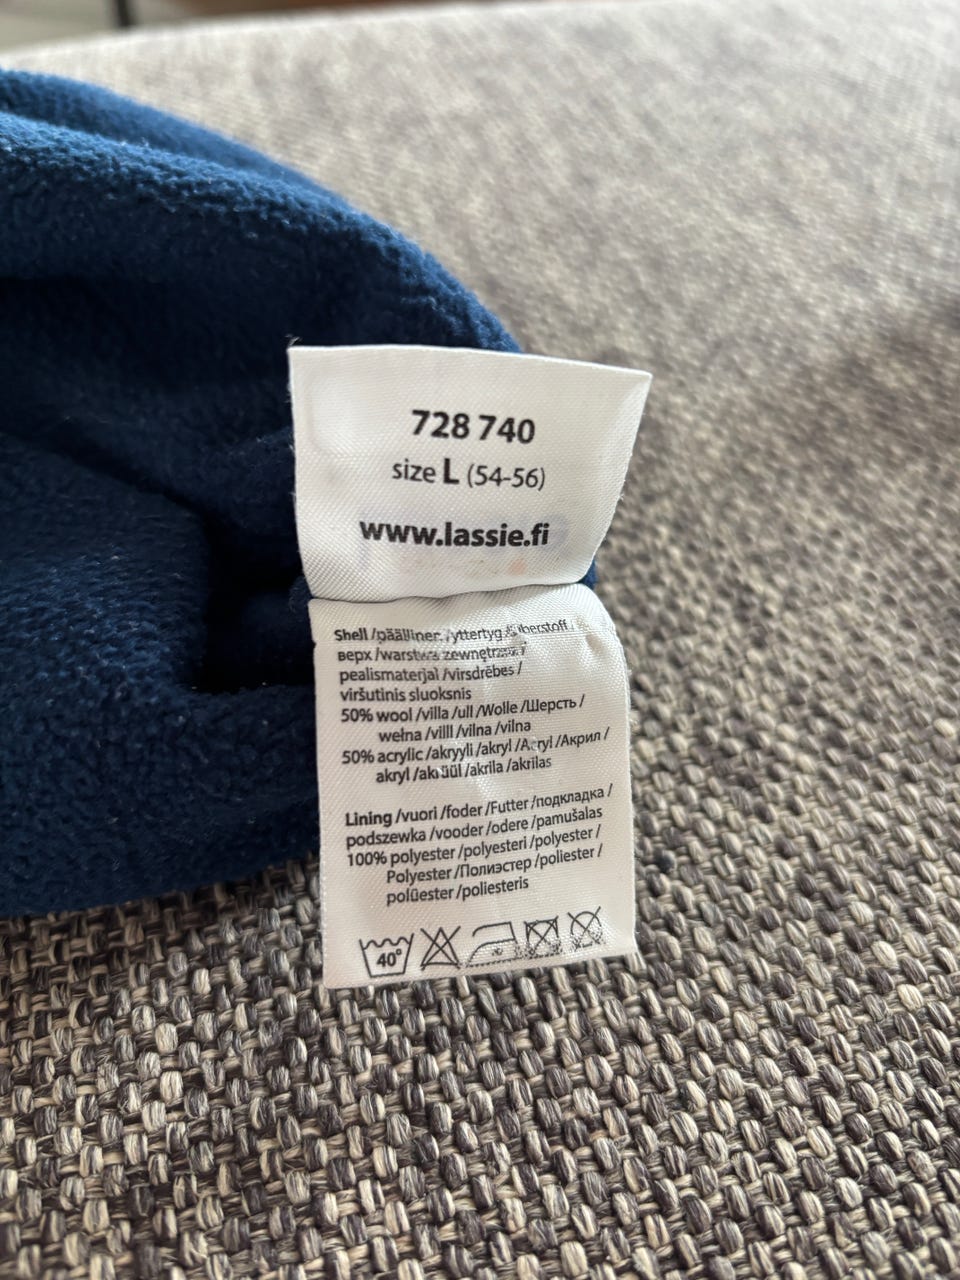 728 740
size L (54-56)
www.lassie.fi
Shell /päällinen /yttertyg /Oberstoff /
верх /warstwa zewnętrzna /
pealismaterjal /virsdrēbes /
viršutinis sluoksnis
50% wool /villa /ull /Wolle /Шерсть /
wełna /villl /vilna /vilna
50% acrylic /akryyli /akryl /Acryl /Акрил /
akryl /akrüül /akrila /akrilas
Lining /vuori /foder /Futter /подкладка /
podszewka /vooder /odere /pamušalas
100% polyester /polyesteri /polyester /
Polyester /Полиэстер /poliester /
polüester /poliesteris
40°